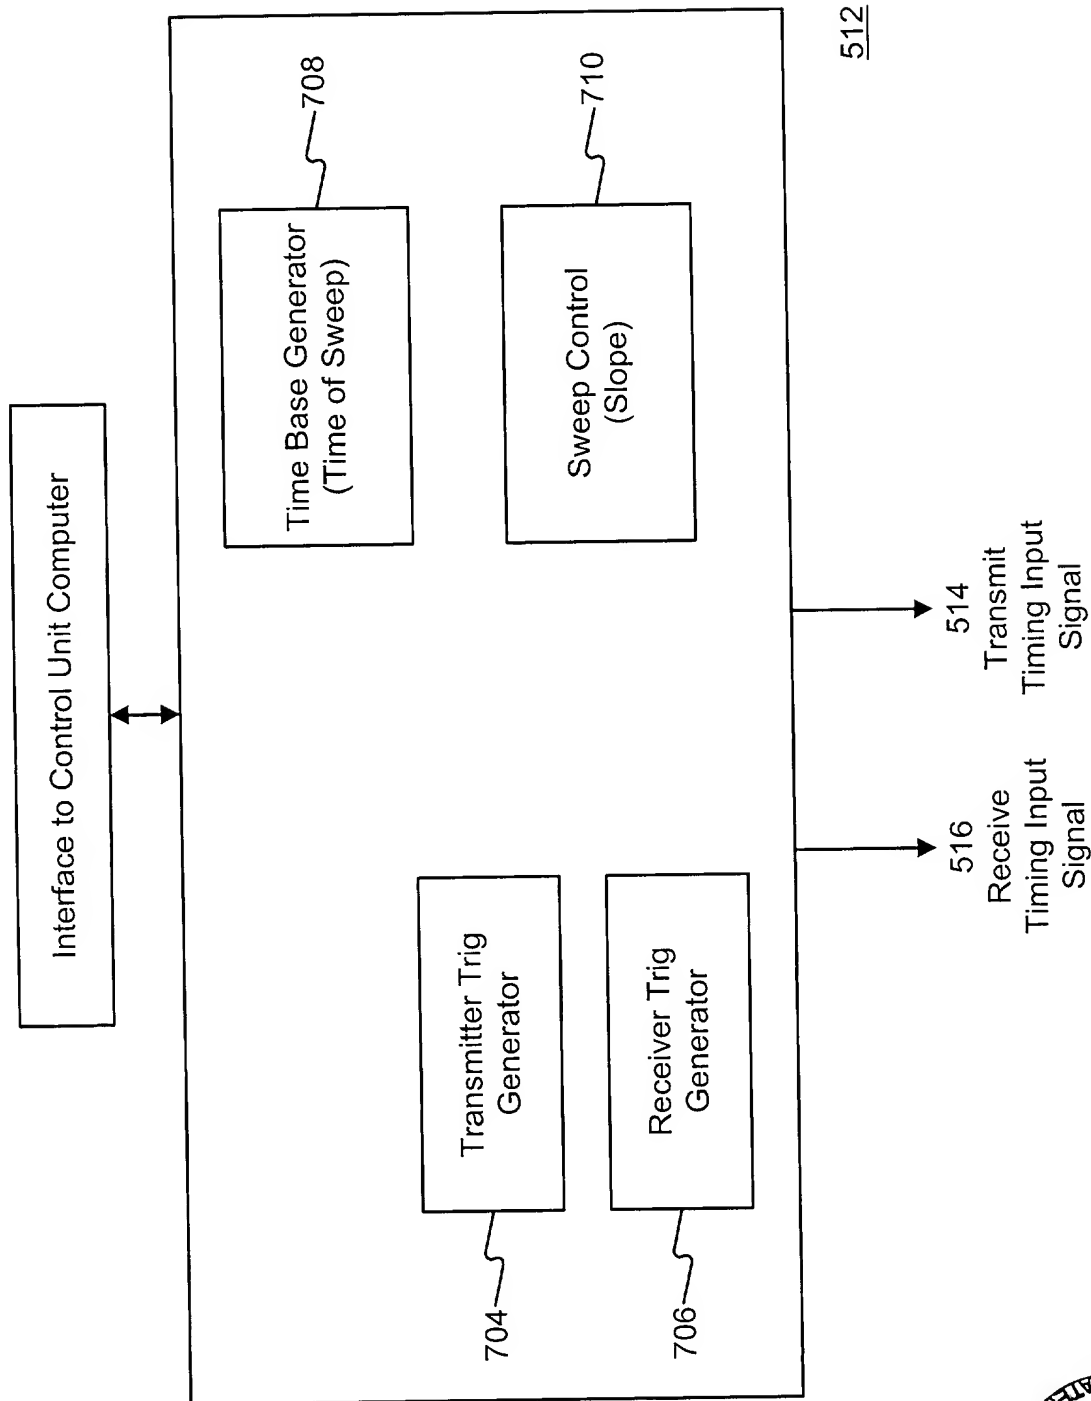 Interface to Control Unit Computer
Time Base Generator
(Time of Sweep)
708
Sweep Control
(Slope)
710
Transmitter Trig
Generator
704
Receiver Trig
Generator
706
512
514
Transmit
Timing Input
Signal
516
Receive
Timing Input
Signal